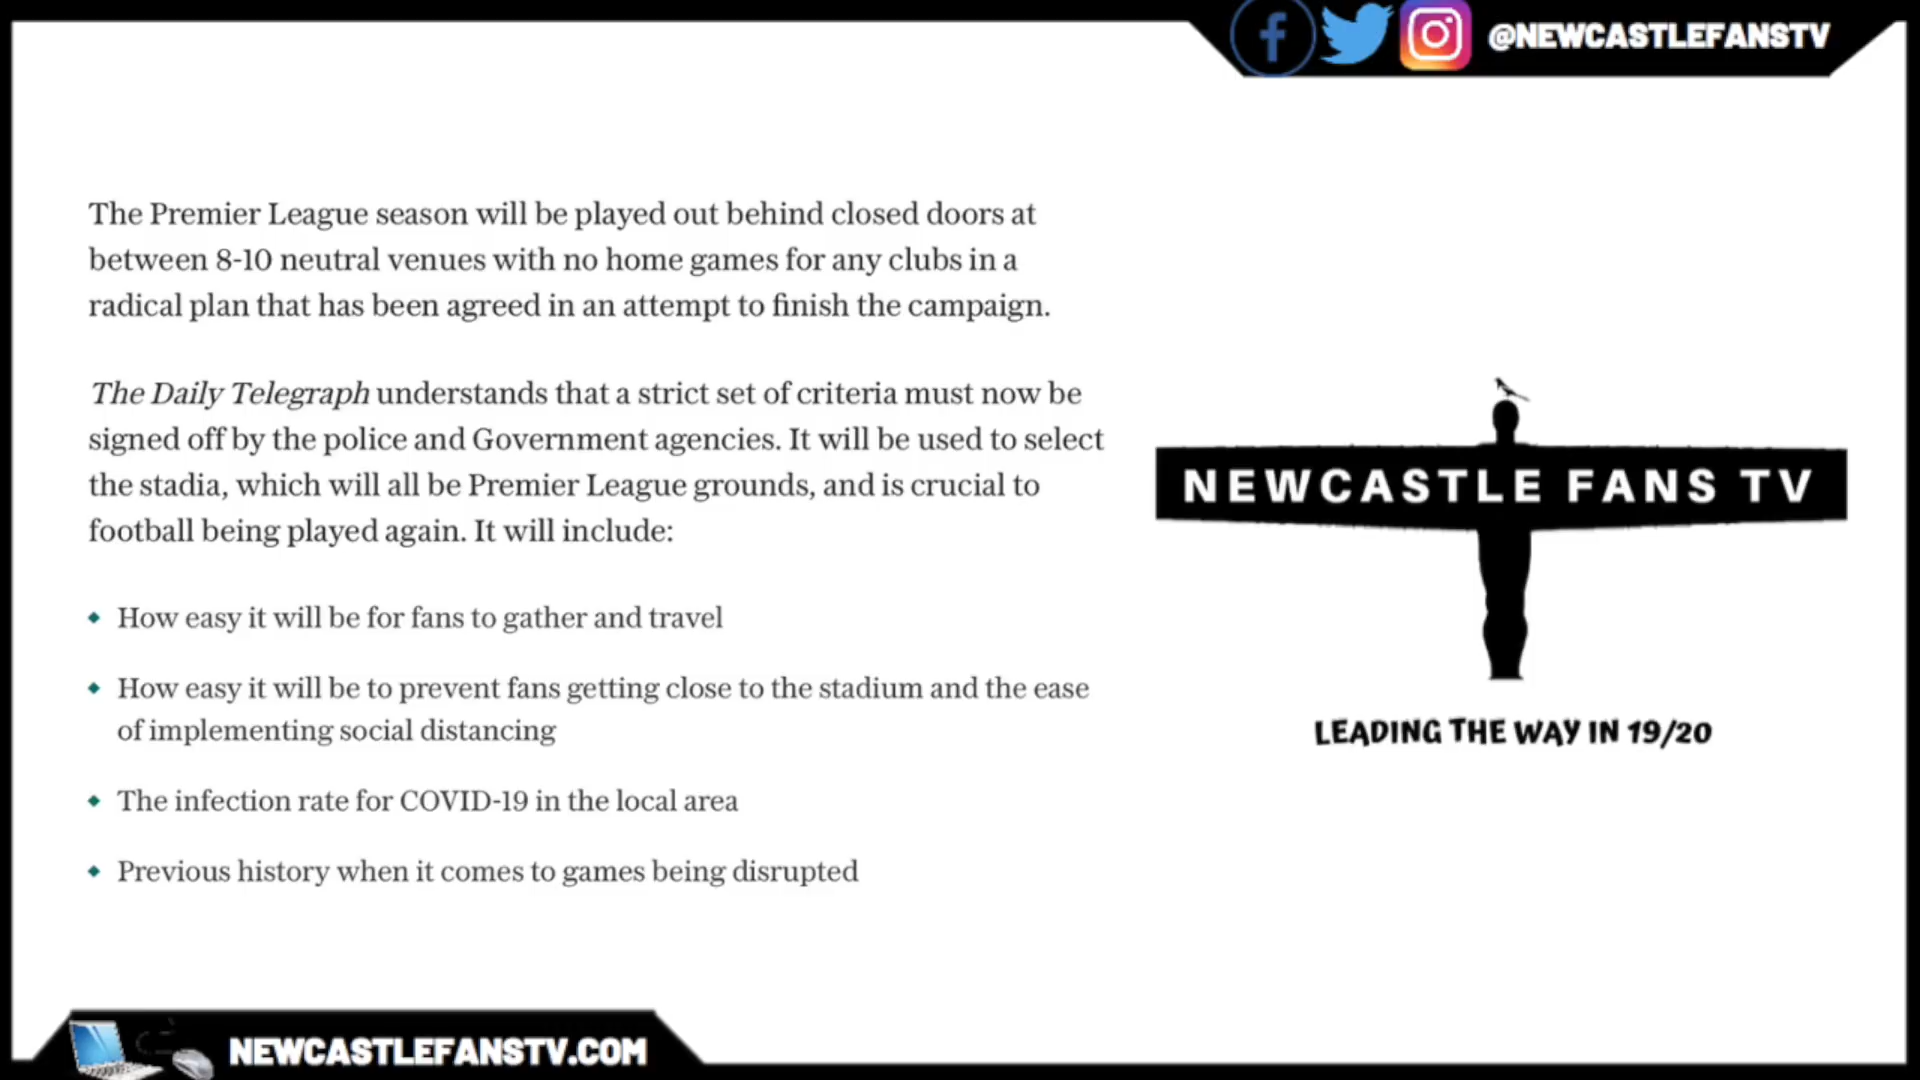 @NEWCASTLEFANSTV
The Premier League season will be played out behind closed doors at
between 8-10 neutral venues with no home games for any clubs in a
radical plan that has been agreed in an attempt to finish the campaign.
The Daily Telegraph understands that a strict set of criteria must now be
signed off by the police and Government agencies. It will be used to select
the stadia, which will all be Premier League grounds, and is crucial to
football being played again. It will include:
How easy it will be for fans to gather and travel
How easy it will be to prevent fans getting close to the stadium and the ease
of implementing social distancing
The infection rate for COVID-19 in the local area
Previous history when it comes to games being disrupted
NEWCASTLE FANS TV
LEADING THE WAY IN 19/20
NEWCASTLEFANSTV.COM